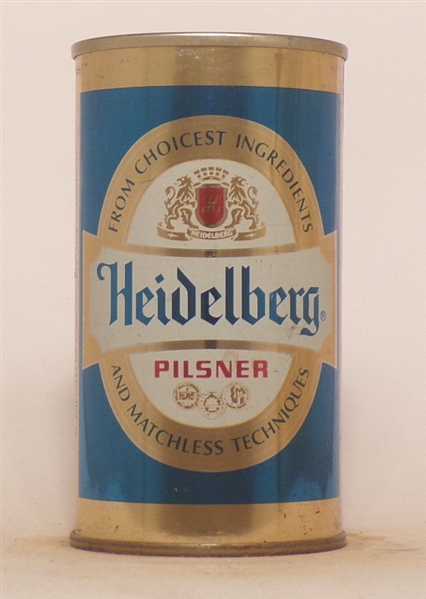 FROM CHOICEST INGREDIENTS
HEIDELBERG
Heidelberg®
PILSNER
AND MATCHLESS TECHNIQUES